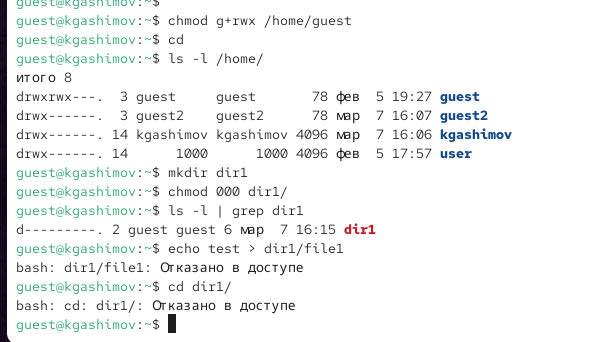 guest@kgashimov:~$
guest@kgashimov:~$ chmod g+rwx /home/guest
guest@kgashimov:~$ cd
guest@kgashimov:~$ ls -l /home/
итого 8
drwxrwx---.  3 guest     guest       78 фев  5 19:27 guest
drwx------.  3 guest2    guest2      78 мар  7 16:07 guest2
drwx------. 14 kgashimov kgashimov 4096 мар  7 16:06 kgashimov
drwx------. 14      1000      1000 4096 фев  5 17:57 user
guest@kgashimov:~$ mkdir dir1
guest@kgashimov:~$ chmod 000 dir1/
guest@kgashimov:~$ ls -l | grep dir1
d---------. 2 guest guest 6 мар  7 16:15 dir1
guest@kgashimov:~$ echo test > dir1/file1
bash: dir1/file1: Отказано в доступе
guest@kgashimov:~$ cd dir1/
bash: cd: dir1/: Отказано в доступе
guest@kgashimov:~$